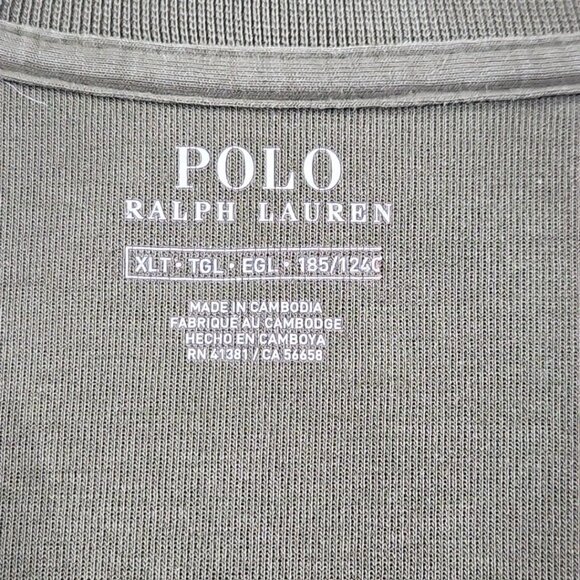 POLO
RALPH LAUREN
XLT • TGL • EGL • 185/124C
MADE IN CAMBODIA
FABRIQUÉ AU CAMBODGE
HECHO EN CAMBOYA
RN 41381 / CA 56658